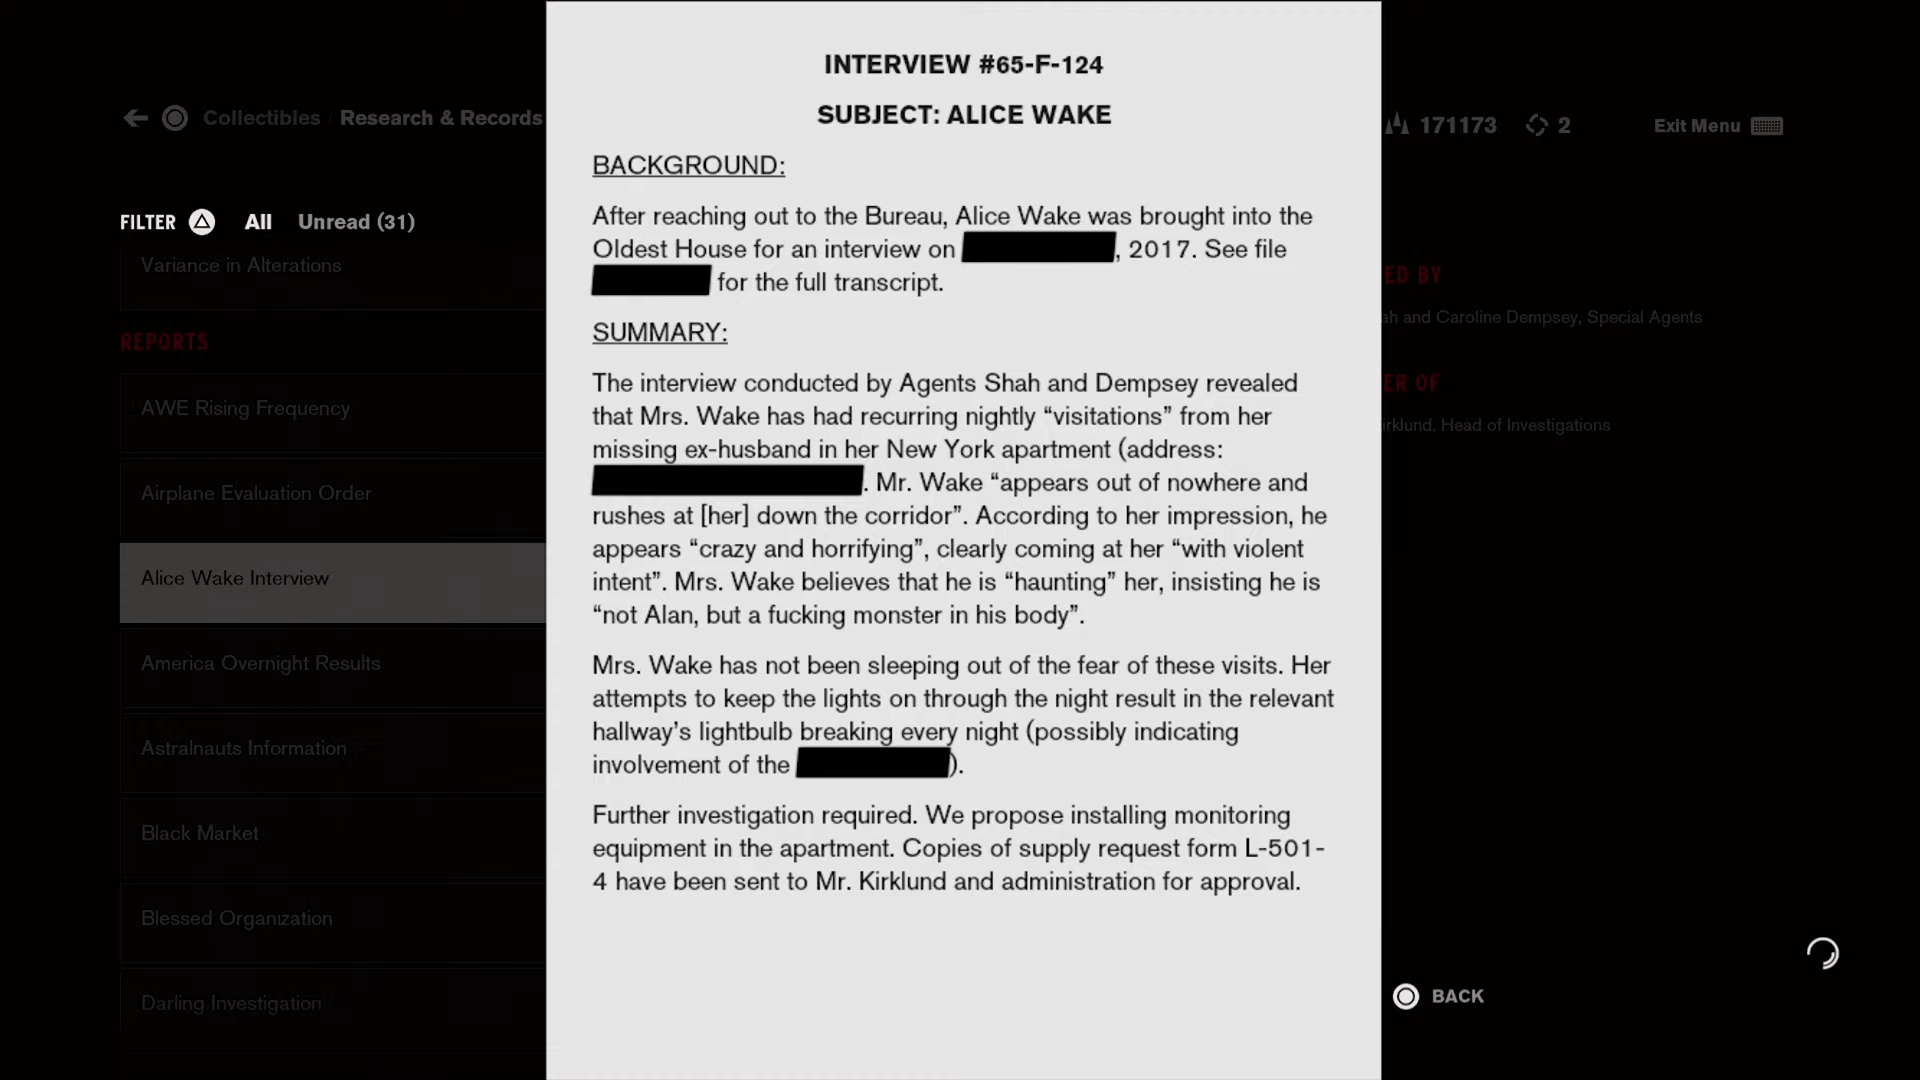 INTERVIEW #65-F-124
SUBJECT: ALICE WAKE
Collectibles / Research & Records
171173
2
Exit Menu
FILTER
All
Unread (31)
Variance in Alterations
REPORTS
AWE Rising Frequency
Airplane Evaluation Order
Alice Wake Interview
America Overnight Results
Astralnauts Information
Black Market
Blessed Organization
Darling Investigation
BACKGROUND:
After reaching out to the Bureau, Alice Wake was brought into the
Oldest House for an interview on , 2017. See file
for the full transcript.
SUMMARY:
The interview conducted by Agents Shah and Dempsey revealed
that Mrs. Wake has had recurring nightly “visitations” from her
missing ex-husband in her New York apartment (address:
. Mr. Wake “appears out of nowhere and
rushes at [her] down the corridor”. According to her impression, he
appears “crazy and horrifying”, clearly coming at her “with violent
intent”. Mrs. Wake believes that he is “haunting” her, insisting he is
“not Alan, but a fucking monster in his body”.
Mrs. Wake has not been sleeping out of the fear of these visits. Her
attempts to keep the lights on through the night result in the relevant
hallway’s lightbulb breaking every night (possibly indicating
involvement of the ).
Further investigation required. We propose installing monitoring
equipment in the apartment. Copies of supply request form L-501-
4 have been sent to Mr. Kirklund and administration for approval.
ED BY
ah and Caroline Dempsey, Special Agents
ER OF
irklund, Head of Investigations
BACK